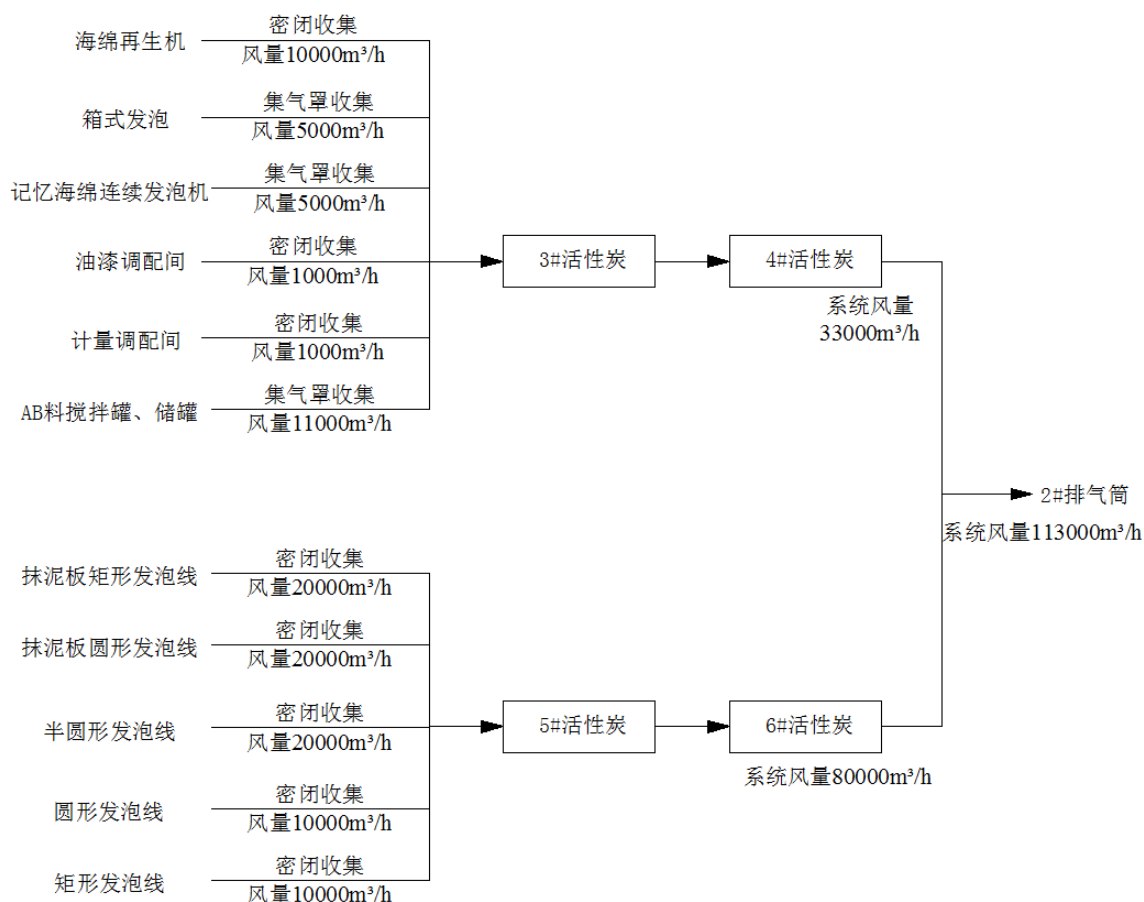 海绵再生机
密闭收集
风量10000m³/h
箱式发泡
集气罩收集
风量5000m³/h
记忆海绵连续发泡机
集气罩收集
风量5000m³/h
油漆调配间
密闭收集
风量1000m³/h
计量调配间
密闭收集
风量1000m³/h
AB料搅拌罐、储罐
集气罩收集
风量11000m³/h
3#活性炭
4#活性炭
系统风量
33000m³/h
2#排气筒
系统风量113000m³/h
抹泥板矩形发泡线
密闭收集
风量20000m³/h
抹泥板圆形发泡线
密闭收集
风量20000m³/h
半圆形发泡线
密闭收集
风量20000m³/h
圆形发泡线
密闭收集
风量10000m³/h
矩形发泡线
密闭收集
风量10000m³/h
5#活性炭
6#活性炭
系统风量80000m³/h